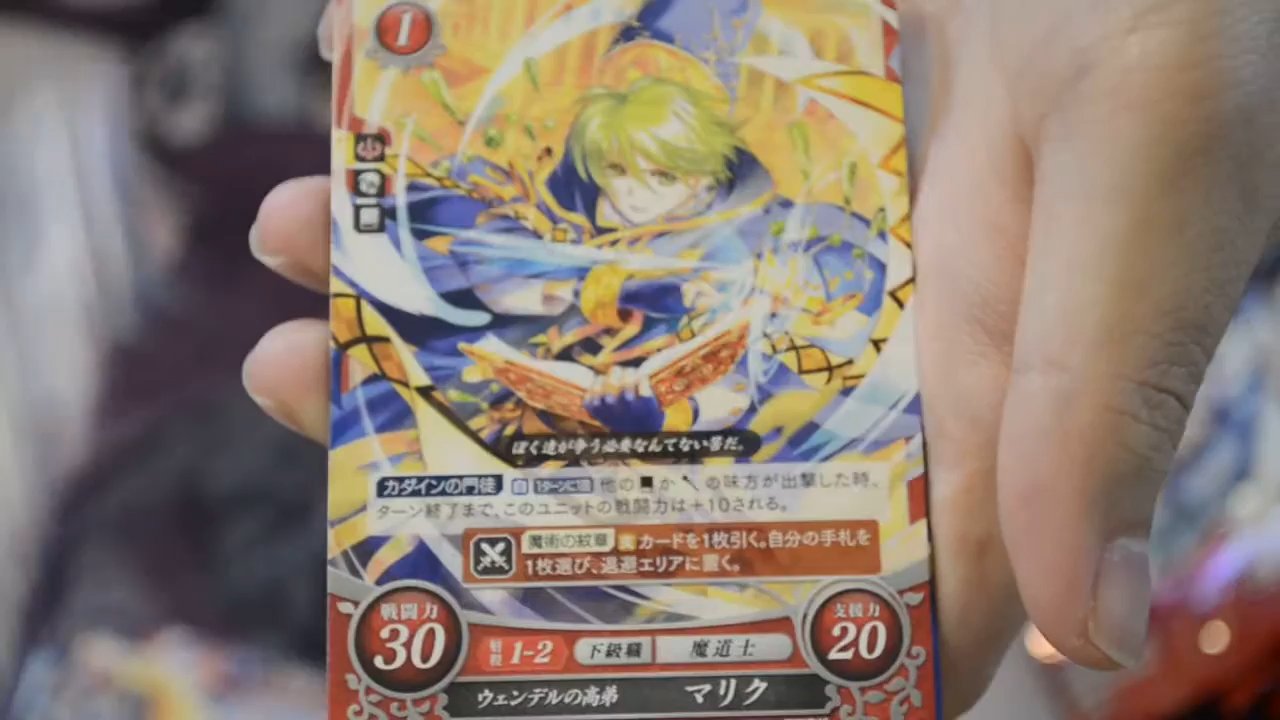 1
ぼく達が争う必要なんてない筈だ。
カダインの門徒 自 1ターンに1回 他の か の味方が出撃した時、
ターン終了まで、このユニットの戦闘力は+10される。
魔術の紋章 攻 カードを1枚引く。自分の手札を
1枚選び、退避エリアに置く。
戦闘力
30
射程 1-2
下級職
魔道士
支援力
20
ウェンデルの高弟
マリク